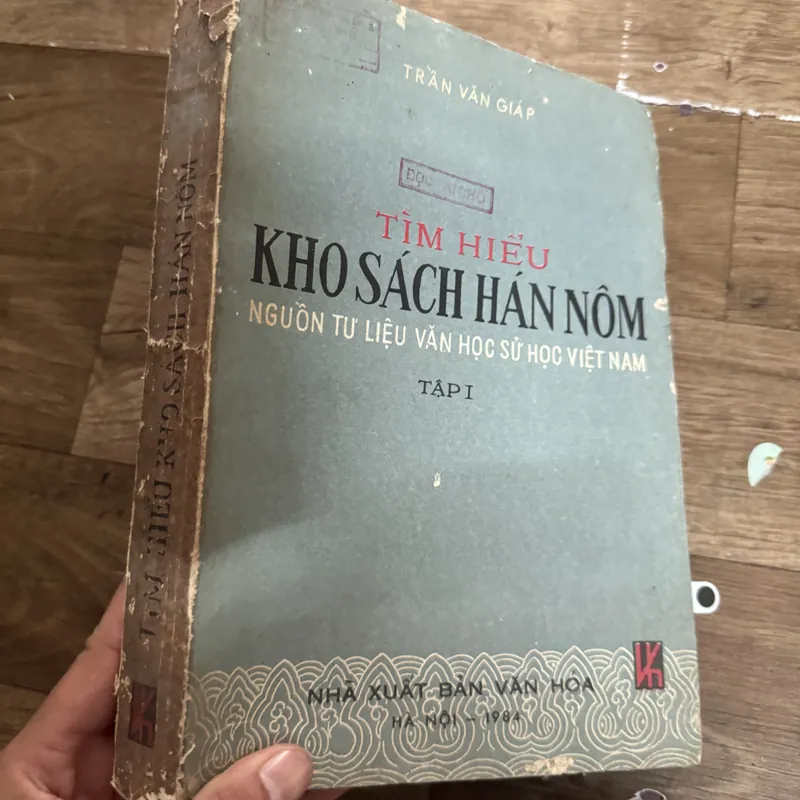 TRẦN VĂN GIÁP
TÌM HIỂU
KHO SÁCH HÁN NÔM
NGUỒN TƯ LIỆU VĂN HỌC SỬ HỌC VIỆT NAM
TẬP I
NHÀ XUẤT BẢN VĂN HÓA
HÀ NỘI - 1984
TÌM HIỂU KHO SÁCH HÁN NÔM